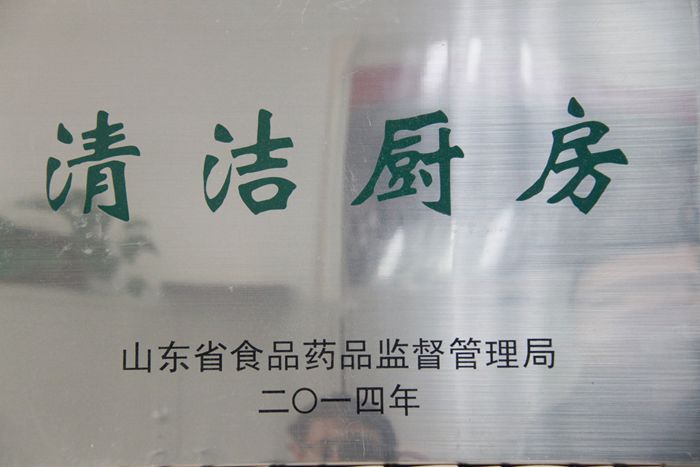 清洁厨房
山东省食品药品监督管理局
二〇一四年